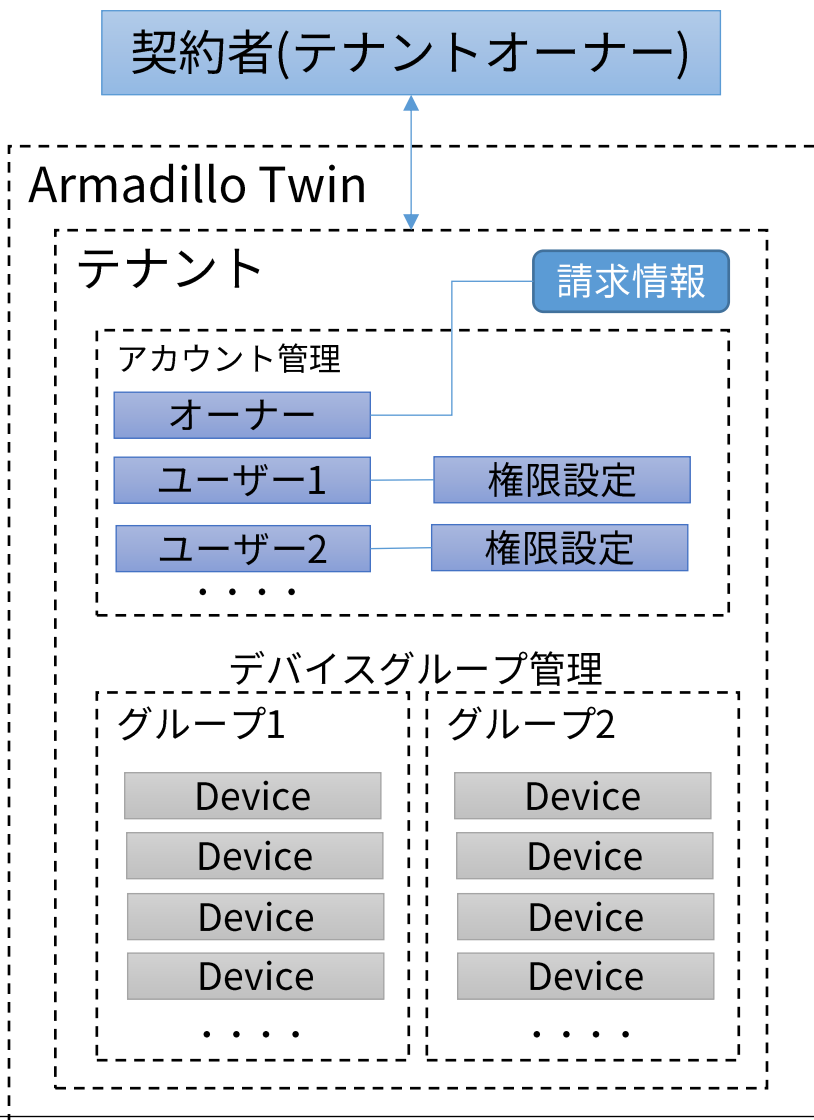 契約者(テナントオーナー)
Armadillo Twin
テナント
請求情報
アカウント管理
オーナー
ユーザー1
権限設定
ユーザー2
権限設定
・・・・
デバイスグループ管理
グループ1
Device
Device
Device
Device
・・・・
グループ2
Device
Device
Device
Device
・・・・